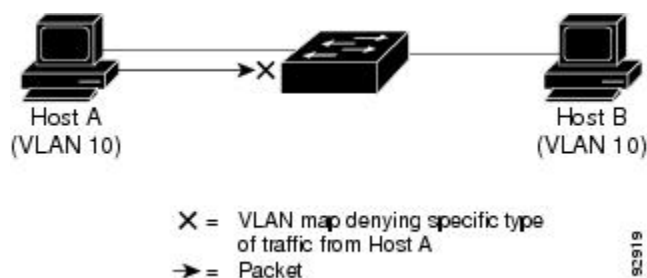 Host A
(VLAN 10)
Host B
(VLAN 10)
X = VLAN map denying specific type
of traffic from Host A
→ = Packet
92919